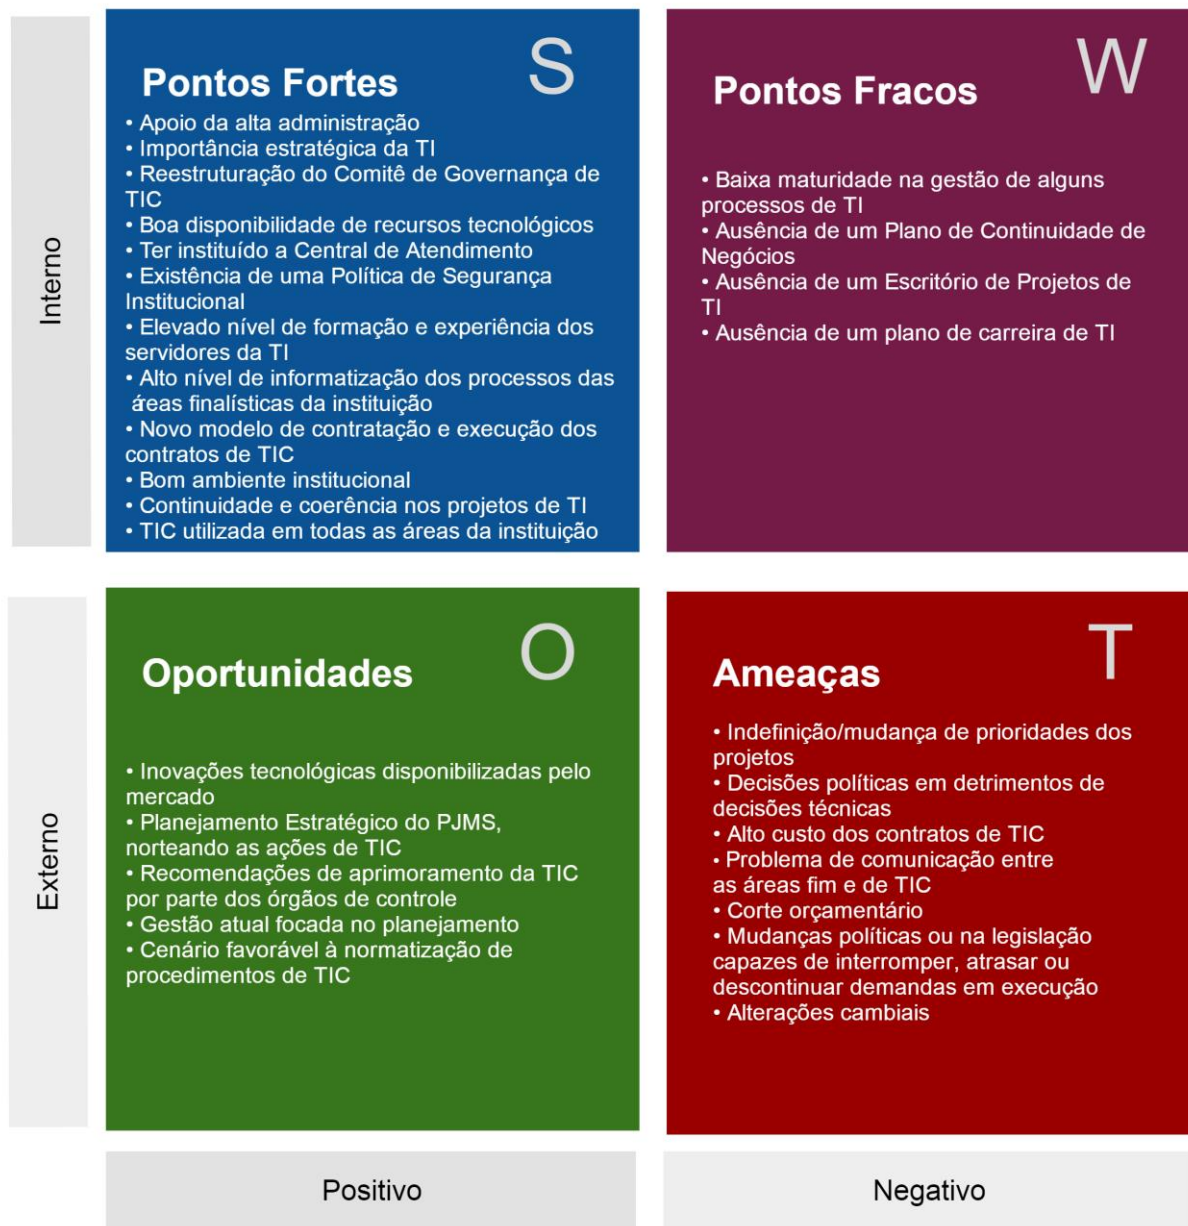 Interno
S
Pontos Fortes
• Apoio da alta administração
• Importância estratégica da TI
• Reestruturação do Comitê de Governança de
TIC
• Boa disponibilidade de recursos tecnológicos
• Ter instituído a Central de Atendimento
• Existência de uma Política de Segurança
Institucional
• Elevado nível de formação e experiência dos
servidores da TI
• Alto nível de informatização dos processos das
áreas finalísticas da instituição
• Novo modelo de contratação e execução dos
contratos de TIC
• Bom ambiente institucional
• Continuidade e coerência nos projetos de TI
• TIC utilizada em todas as áreas da instituição
W
Pontos Fracos
• Baixa maturidade na gestão de alguns
processos de TI
• Ausência de um Plano de Continuidade de
Negócios
• Ausência de um Escritório de Projetos de
TI
• Ausência de um plano de carreira de TI
Externo
O
Oportunidades
• Inovações tecnológicas disponibilizadas pelo
mercado
• Planejamento Estratégico do PJMS,
norteando as ações de TIC
• Recomendações de aprimoramento da TIC
por parte dos órgãos de controle
• Gestão atual focada no planejamento
• Cenário favorável à normatização de
procedimentos de TIC
T
Ameaças
• Indefinição/mudança de prioridades dos
projetos
• Decisões políticas em detrimentos de
decisões técnicas
• Alto custo dos contratos de TIC
• Problema de comunicação entre
as áreas fim e de TIC
• Corte orçamentário
• Mudanças políticas ou na legislação
capazes de interromper, atrasar ou
descontinuar demandas em execução
• Alterações cambiais
Positivo
Negativo